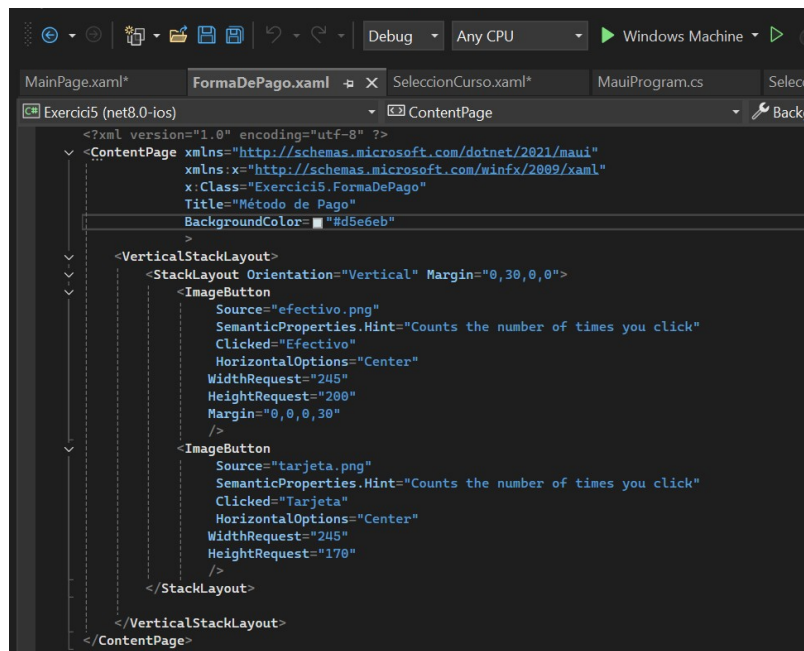 Debug Any CPU Windows Machine
MainPage.xaml* FormaDePago.xaml SeleccionCurso.xaml* MauiProgram.cs Selec
C# Exercici5 (net8.0-ios) ContentPage Back
<?xml version="1.0" encoding="utf-8" ?>
<ContentPage xmlns="http://schemas.microsoft.com/dotnet/2021/maui"
xmlns:x="http://schemas.microsoft.com/winfx/2009/xaml"
x:Class="Exercici5.FormaDePago"
Title="Método de Pago"
BackgroundColor="#d5e6eb"
>
<VerticalStackLayout>
<StackLayout Orientation="Vertical" Margin="0,30,0,0">
<ImageButton
Source="efectivo.png"
SemanticProperties.Hint="Counts the number of times you click"
Clicked="Efectivo"
HorizontalOptions="Center"
WidthRequest="245"
HeightRequest="200"
Margin="0,0,0,30"
/>
<ImageButton
Source="tarjeta.png"
SemanticProperties.Hint="Counts the number of times you click"
Clicked="Tarjeta"
HorizontalOptions="Center"
WidthRequest="245"
HeightRequest="170"
/>
</StackLayout>
</VerticalStackLayout>
</ContentPage>